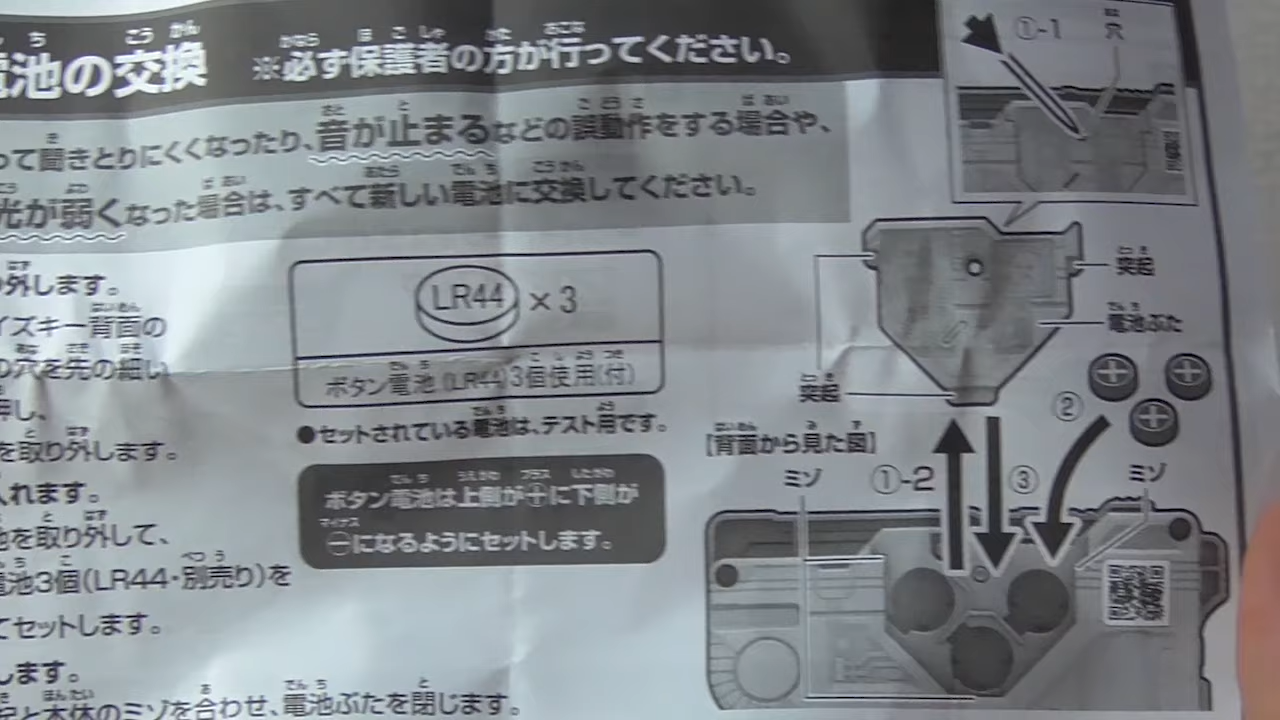 電池の交換 ※必ず保護者の方が行ってください。
って聞きとりにくくなったり、音が止まるなどの誤動作をする場合や、
光が弱くなった場合は、すべて新しい電池に交換してください。
り外します。
イズキー背面の
の穴を先の細い
押し、
を取り外します。
入れます。
池を取り外して、
電池3個(LR44・別売り)を
てセットします。
します。
起と本体のミゾを合わせ、電池ぶたを閉じます。
LR44 ×3
ボタン電池(LR44)3個使用(付)
●セットされている電池は、テスト用です。
ボタン電池は上側が⊕に下側が
⊖になるようにセットします。
①-1 穴
突起
電池ぶた
突起
②
【背面から見た図】
ミゾ ①-2 ③ ミゾ